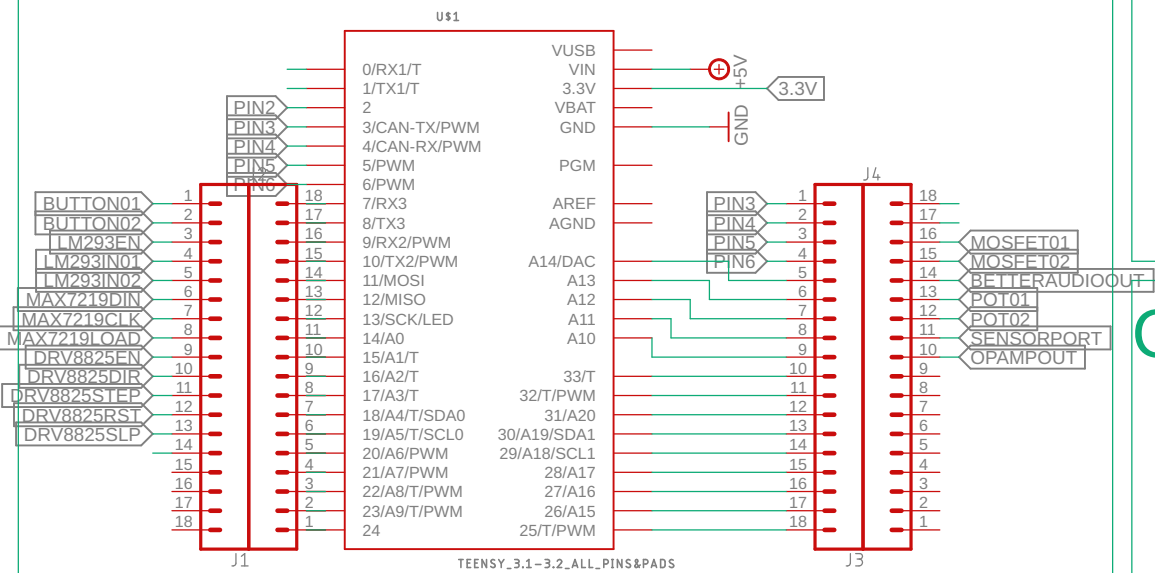 U$1
VUSB
0/RX1/T
VIN
+5V
1/TX1/T
3.3V
3.3V
PIN2
2
VBAT
PIN3
3/CAN-TX/PWM
GND
GND
PIN4
4/CAN-RX/PWM
PIN5
5/PWM
PGM
PIN6
6/PWM
J4
BUTTON01
1
18
7/RX3
AREF
PIN3
1
18
BUTTON02
2
17
8/TX3
AGND
PIN4
2
17
LM293EN
3
16
9/RX2/PWM
PIN5
3
16
MOSFET01
LM293IN01
4
15
10/TX2/PWM
A14/DAC
PIN6
4
15
MOSFET02
LM293IN02
5
14
11/MOSI
A13
5
14
BETTERAUDIOOUT
MAX7219DIN
6
13
12/MISO
A12
6
13
POT01
MAX7219CLK
7
12
13/SCK/LED
A11
7
12
POT02
MAX7219LOAD
8
11
14/A0
A10
8
11
SENSORPORT
DRV8825EN
9
10
15/A1/T
9
10
OPAMPOUT
DRV8825DIR
10
9
16/A2/T
33/T
10
9
DRV8825STEP
11
8
17/A3/T
32/T/PWM
11
8
DRV8825RST
12
7
18/A4/T/SDA0
31/A20
12
7
DRV8825SLP
13
6
19/A5/T/SCL0
30/A19/SDA1
13
6
14
5
20/A6/PWM
29/A18/SCL1
14
5
15
4
21/A7/PWM
28/A17
15
4
16
3
22/A8/T/PWM
27/A16
16
3
17
2
23/A9/T/PWM
26/A15
17
2
18
1
24
25/T/PWM
18
1
J1
J3
TEENSY_3.1-3.2_ALL_PINS&PADS